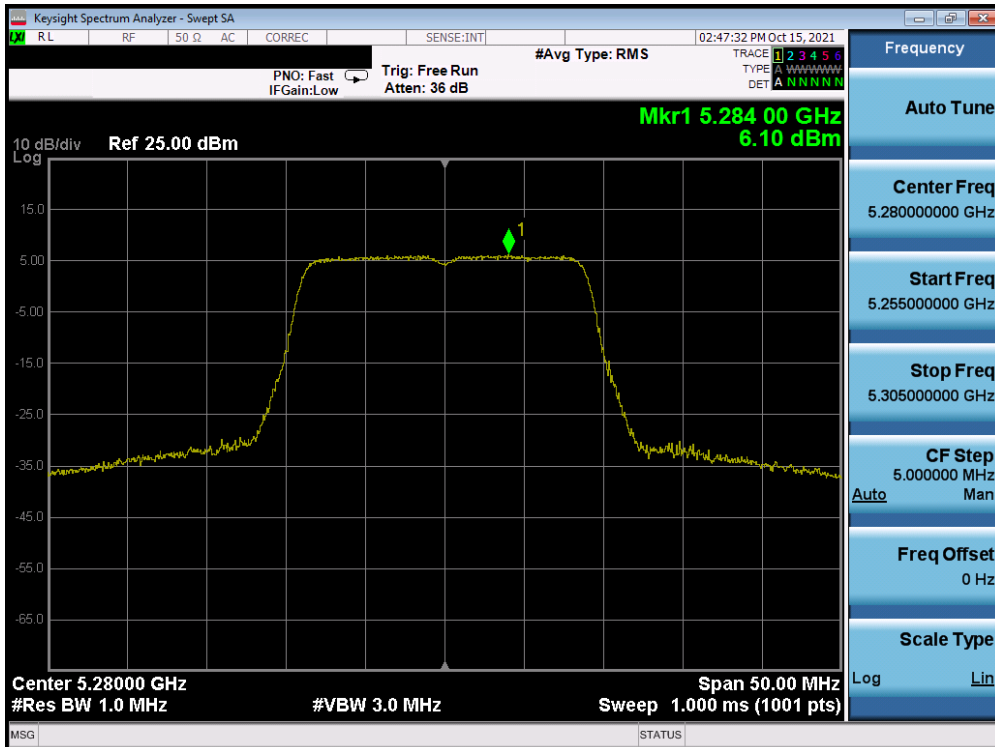 Keysight Spectrum Analyzer - Swept SA
LXI RL RF 50 Ω AC CORREC SENSE:INT 02:47:32 PM Oct 15, 2021
#Avg Type: RMS TRACE 1 2 3 4 5 6
PNO: Fast Trig: Free Run TYPE A WWWWW
IFGain:Low Atten: 36 dB DET A N N N N N
Mkr1 5.284 00 GHz
6.10 dBm
10 dB/div Ref 25.00 dBm
Log
15.0
1
5.00
-5.00
-15.0
-25.0
-35.0
-45.0
-55.0
-65.0
Center 5.28000 GHz Span 50.00 MHz
#Res BW 1.0 MHz #VBW 3.0 MHz Sweep 1.000 ms (1001 pts)
MSG STATUS
Frequency
Auto Tune
Center Freq
5.280000000 GHz
Start Freq
5.255000000 GHz
Stop Freq
5.305000000 GHz
CF Step
5.000000 MHz
Auto Man
Freq Offset
0 Hz
Scale Type
Log Lin